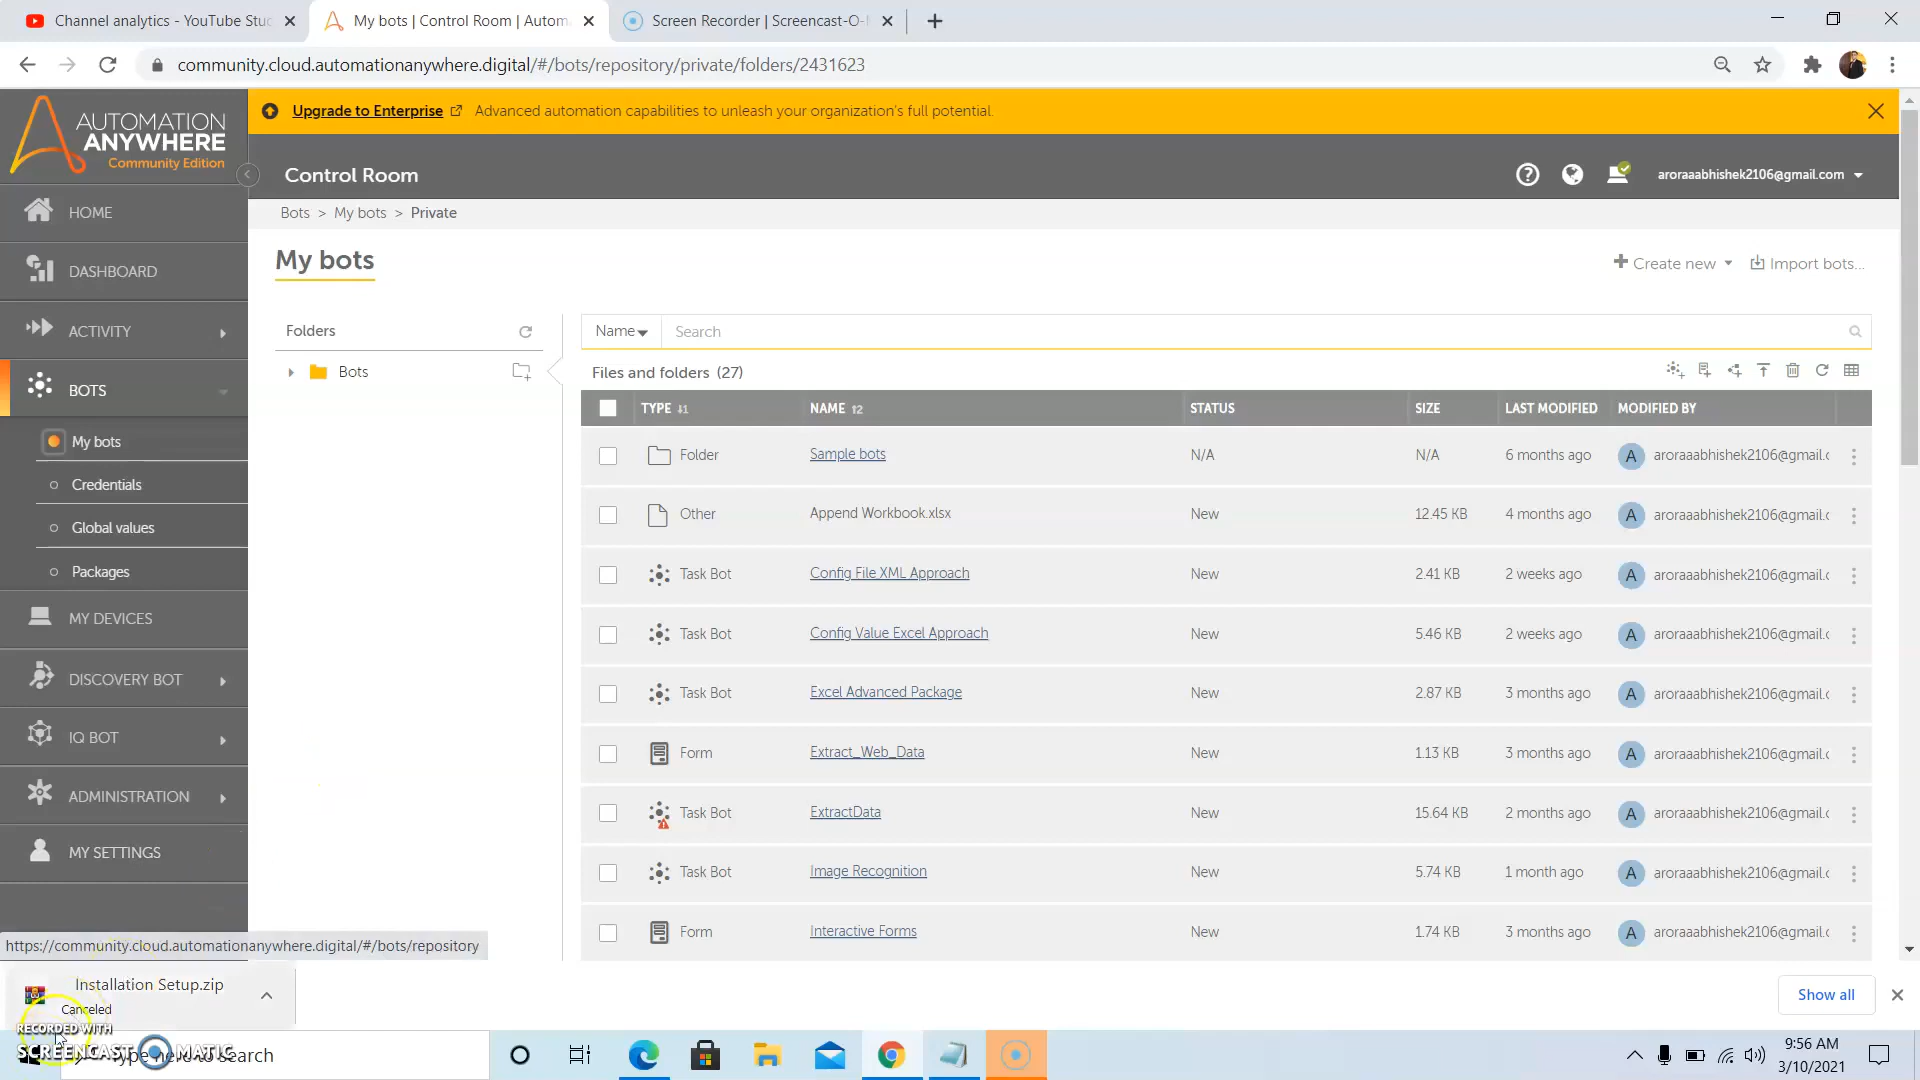 Channel analytics - YouTube Stu
My bots | Control Room | Autom
Screen Recorder | Screencast-O-
community.cloud.automationanywhere.digital/#/bots/repository/private/folders/2431623
AUTOMATION
ANYWHERE
Community Edition
Upgrade to Enterprise Advanced automation capabilities to unleash your organization's full potential.
Control Room
aroraaabhishek2106@gmail.com
Bots > My bots > Private
HOME
DASHBOARD
ACTIVITY
BOTS
My bots
Credentials
Global values
Packages
MY DEVICES
DISCOVERY BOT
IQ BOT
ADMINISTRATION
MY SETTINGS
My bots
Create new
Import bots...
Folders
Bots
Name
Search
Files and folders (27)
TYPE NAME STATUS SIZE LAST MODIFIED MODIFIED BY
Folder Sample bots N/A N/A 6 months ago A aroraaabhishek2106@gmail.c
Other Append Workbook.xlsx New 12.45 KB 4 months ago A aroraaabhishek2106@gmail.c
Task Bot Config File XML Approach New 2.41 KB 2 weeks ago A aroraaabhishek2106@gmail.c
Task Bot Config Value Excel Approach New 5.46 KB 2 weeks ago A aroraaabhishek2106@gmail.c
Task Bot Excel Advanced Package New 2.87 KB 3 months ago A aroraaabhishek2106@gmail.c
Form Extract_Web_Data New 1.13 KB 3 months ago A aroraaabhishek2106@gmail.c
Task Bot ExtractData New 15.64 KB 2 months ago A aroraaabhishek2106@gmail.c
Task Bot Image Recognition New 5.74 KB 1 month ago A aroraaabhishek2106@gmail.c
Form Interactive Forms New 1.74 KB 3 months ago A aroraaabhishek2106@gmail.c
https://community.cloud.automationanywhere.digital/#/bots/repository
Installation Setup.zip
Canceled
Show all
RECORDED WITH
SCREENCAST MATIC
Type here to search
9:56 AM
3/10/2021